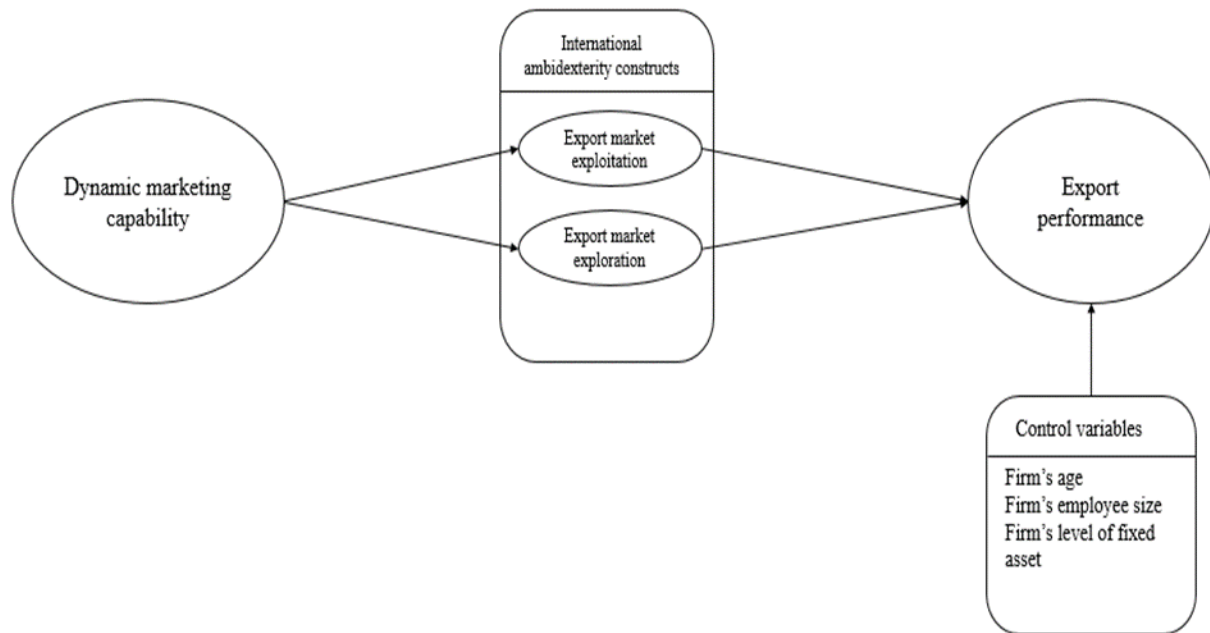 International
ambidexterity constructs
Export market
exploitation
Dynamic marketing
capability
Export
performance
Export market
exploration
Control variables
Firm's age
Firm's employee size
Firm's level of fixed
asset